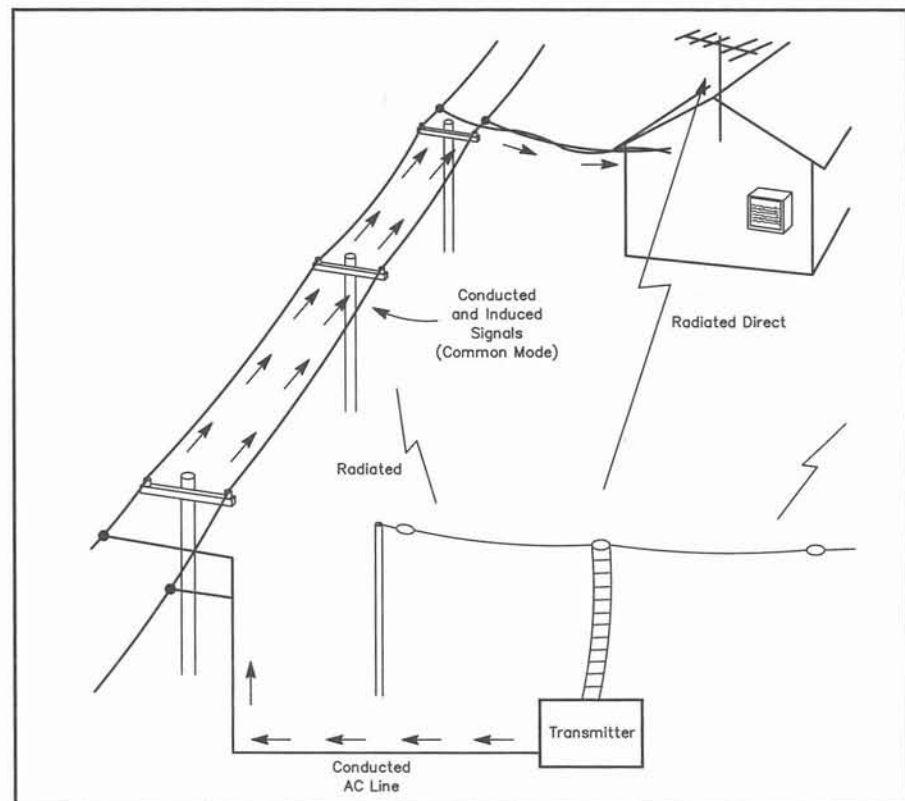 Conducted
and Induced
Signals
(Common Mode)
Radiated Direct
Radiated
Transmitter
Conducted
AC Line